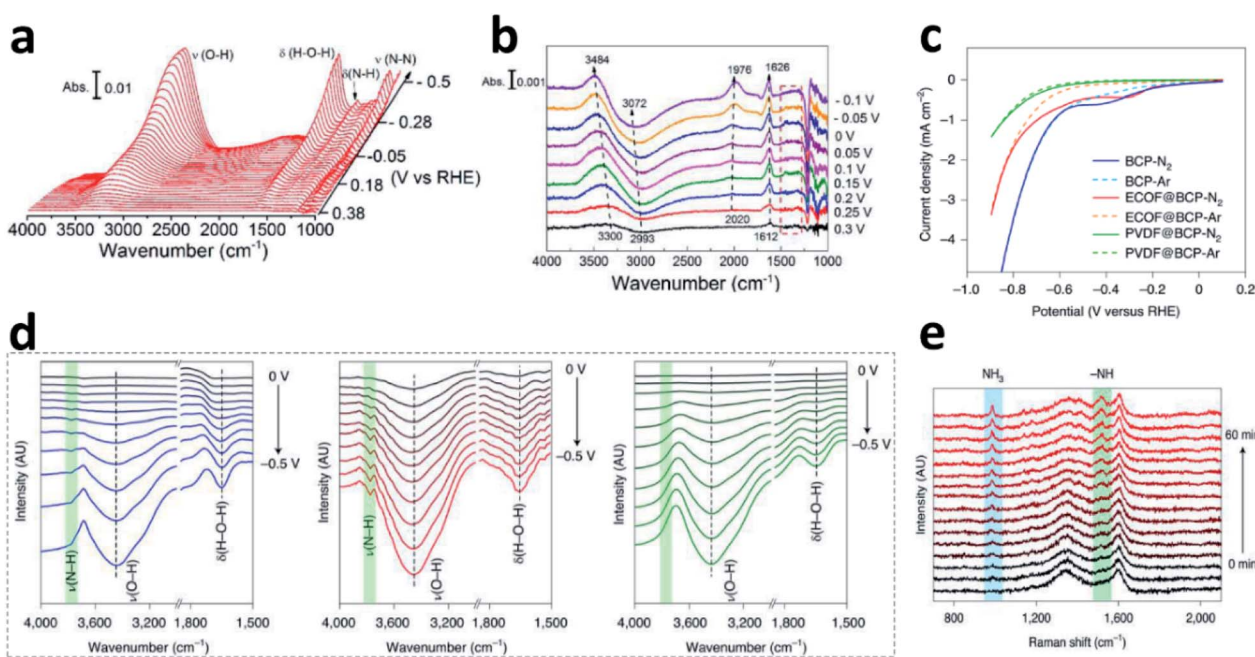 a
ν (O-H)
δ (H-O-H)
δ(N-H)
ν (N-N)
Abs.
0.01
- 0.5
- 0.28
-0.05
0.18
0.38
(V vs RHE)
4000 3500 3000 2500 2000 1500 1000
Wavenumber (cm⁻¹)
b
Abs.
0.001
3484
3072
1976
1626
- 0.1 V
- 0.05 V
0 V
0.05 V
0.1 V
0.15 V
0.2 V
0.25 V
0.3 V
3300
2993
2020
1612
4000 3500 3000 2500 2000 1500 1000
Wavenumber (cm⁻¹)
c
Current density (mA cm⁻²)
0
−1
−2
−3
−4
BCP-N₂
BCP-Ar
ECOF@BCP-N₂
ECOF@BCP-Ar
PVDF@BCP-N₂
PVDF@BCP-Ar
−1.0 −0.8 −0.6 −0.4 −0.2 0 0.2
Potential (V versus RHE)
d
Intensity (AU)
0 V
−0.5 V
ν(N–H)
ν(O–H)
δ(H–O–H)
4,000 3,600 3,200 1,800 1,500
Wavenumber (cm⁻¹)
Intensity (AU)
0 V
−0.5 V
ν(N–H)
ν(O–H)
δ(H–O–H)
4,000 3,600 3,200 1,800 1,500
Wavenumber (cm⁻¹)
Intensity (AU)
0 V
−0.5 V
ν(O–H)
δ(H–O–H)
4,000 3,600 3,200 1,800 1,500
Wavenumber (cm⁻¹)
e
NH₃
–NH
Intensity (AU)
60 min
0 min
800 1,200 1,600 2,000
Raman shift (cm⁻¹)